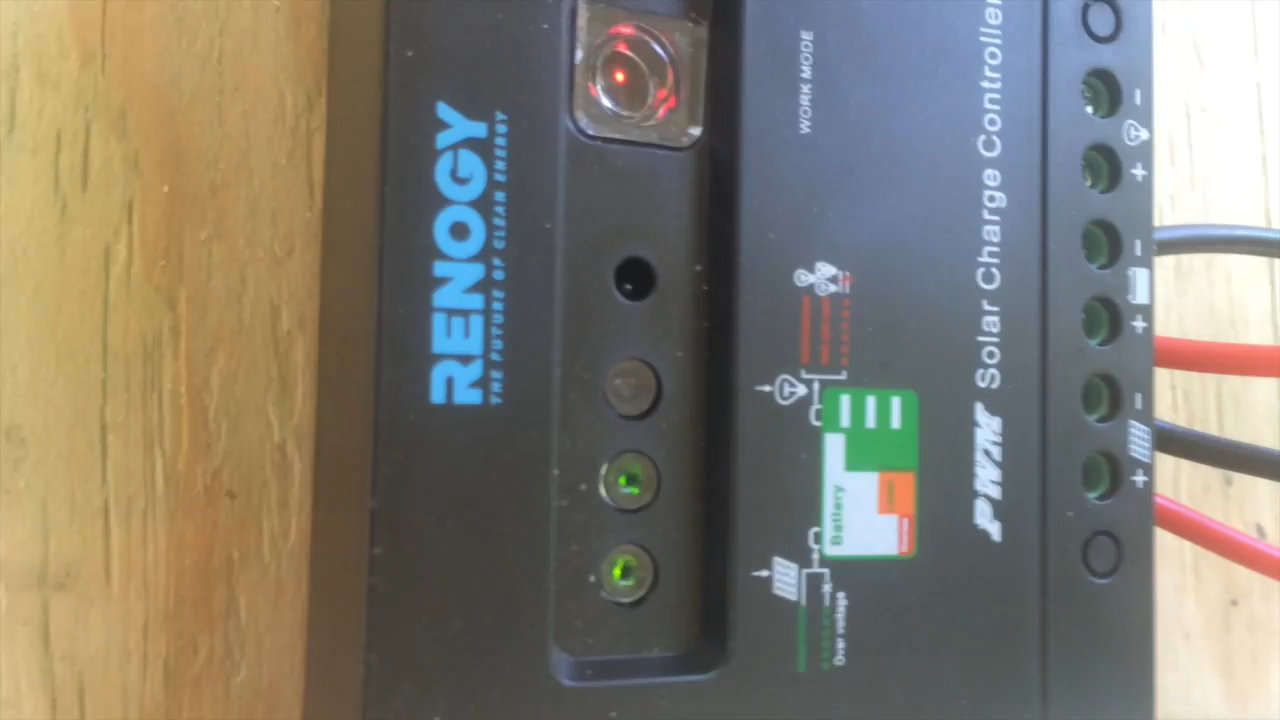 RENOGY
THE FUTURE OF CLEAN ENERGY
WORK MODE
Battery
Over voltage
PWM Solar Charge Controller
- +
- +
- +